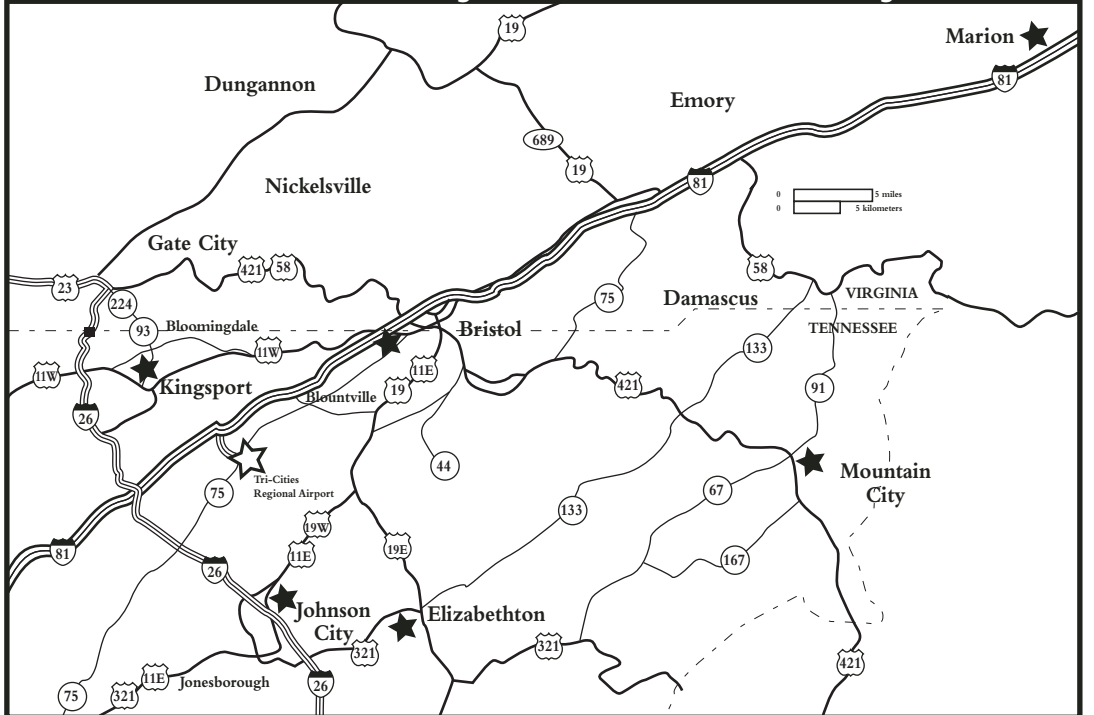 19
Marion
81
Dungannon
Emory
689
19
81
Nickelsville
0 5 miles
0 5 kilometers
Gate City
421
58
58
23
224
75
Damascus
VIRGINIA
93
Bloomingdale
Bristol
TENNESSEE
11W
133
11W
Kingsport
11E
19
421
91
Blountville
26
44
Tri-Cities
Regional Airport
75
Mountain
City
67
133
19W
11E
19E
81
26
167
Johnson
City
Elizabethton
321
321
421
11E
Jonesborough
26
75
321